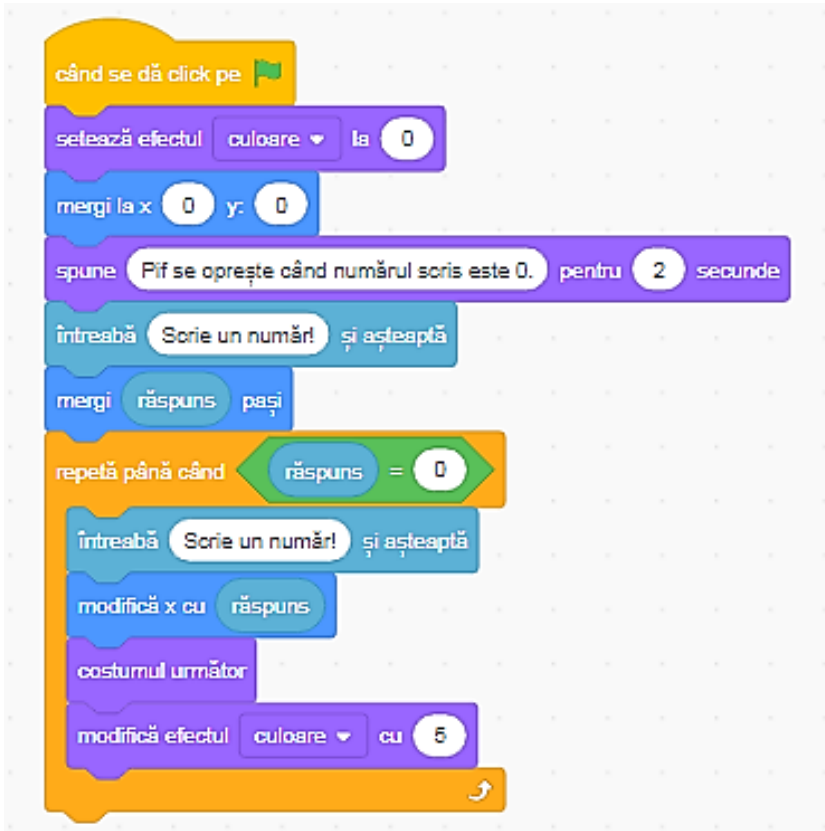 când se dă click pe
setează efectul culoare la 0
mergi la x 0 y: 0
spune Pif se oprește când numărul scris este 0. pentru 2 secunde
întreabă Scrie un număr! și așteaptă
mergi răspuns pași
repetă până când răspuns = 0
întreabă Scrie un număr! și așteaptă
modifică x cu răspuns
costumul următor
modifică efectul culoare cu 5